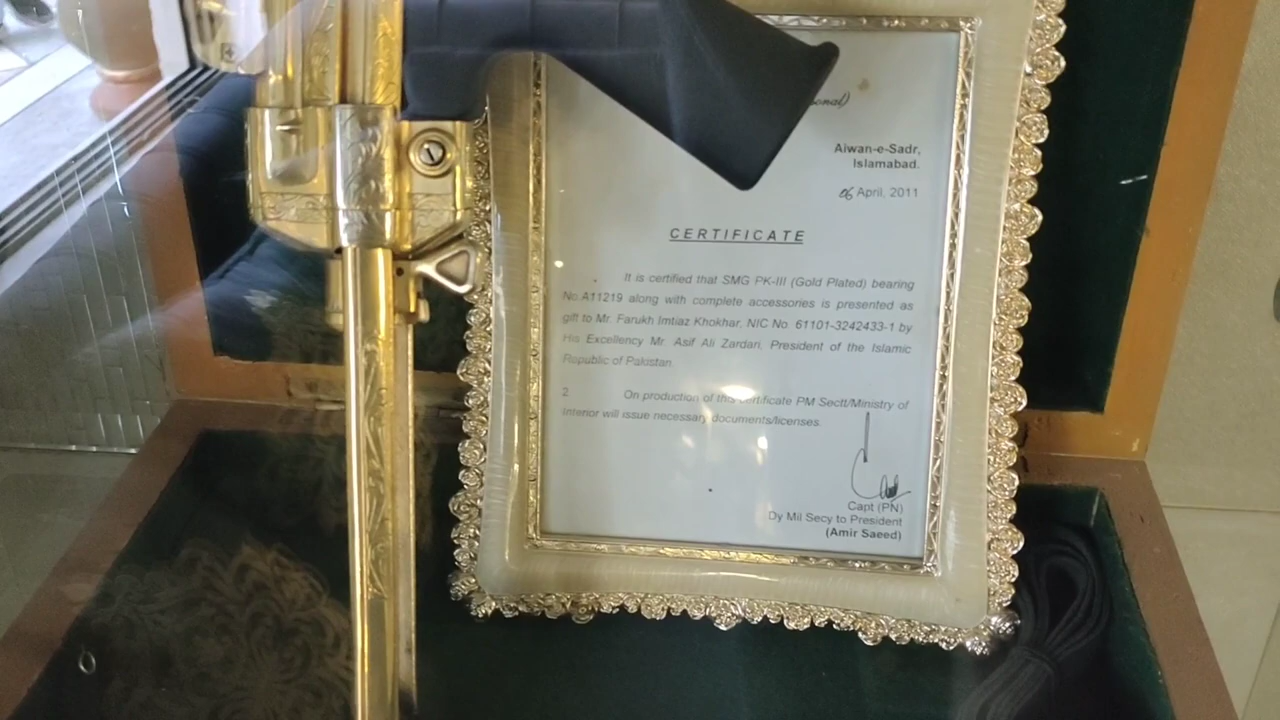 Aiwan-e-Sadr,
Islamabad.
06 April, 2011
CERTIFICATE
It is certified that SMG PK-III (Gold Plated) bearing
No.A11219 along with complete accessories is presented as
gift to Mr. Farukh Imtiaz Khokhar, NIC No. 61101-3242433-1 by
His Excellency Mr. Asif Ali Zardari, President of the Islamic
Republic of Pakistan.
2 On production of this certificate PM Sectt/Ministry of
Interior will issue necessary documents/licenses.
Capt (PN)
Dy Mil Secy to President
(Amir Saeed)